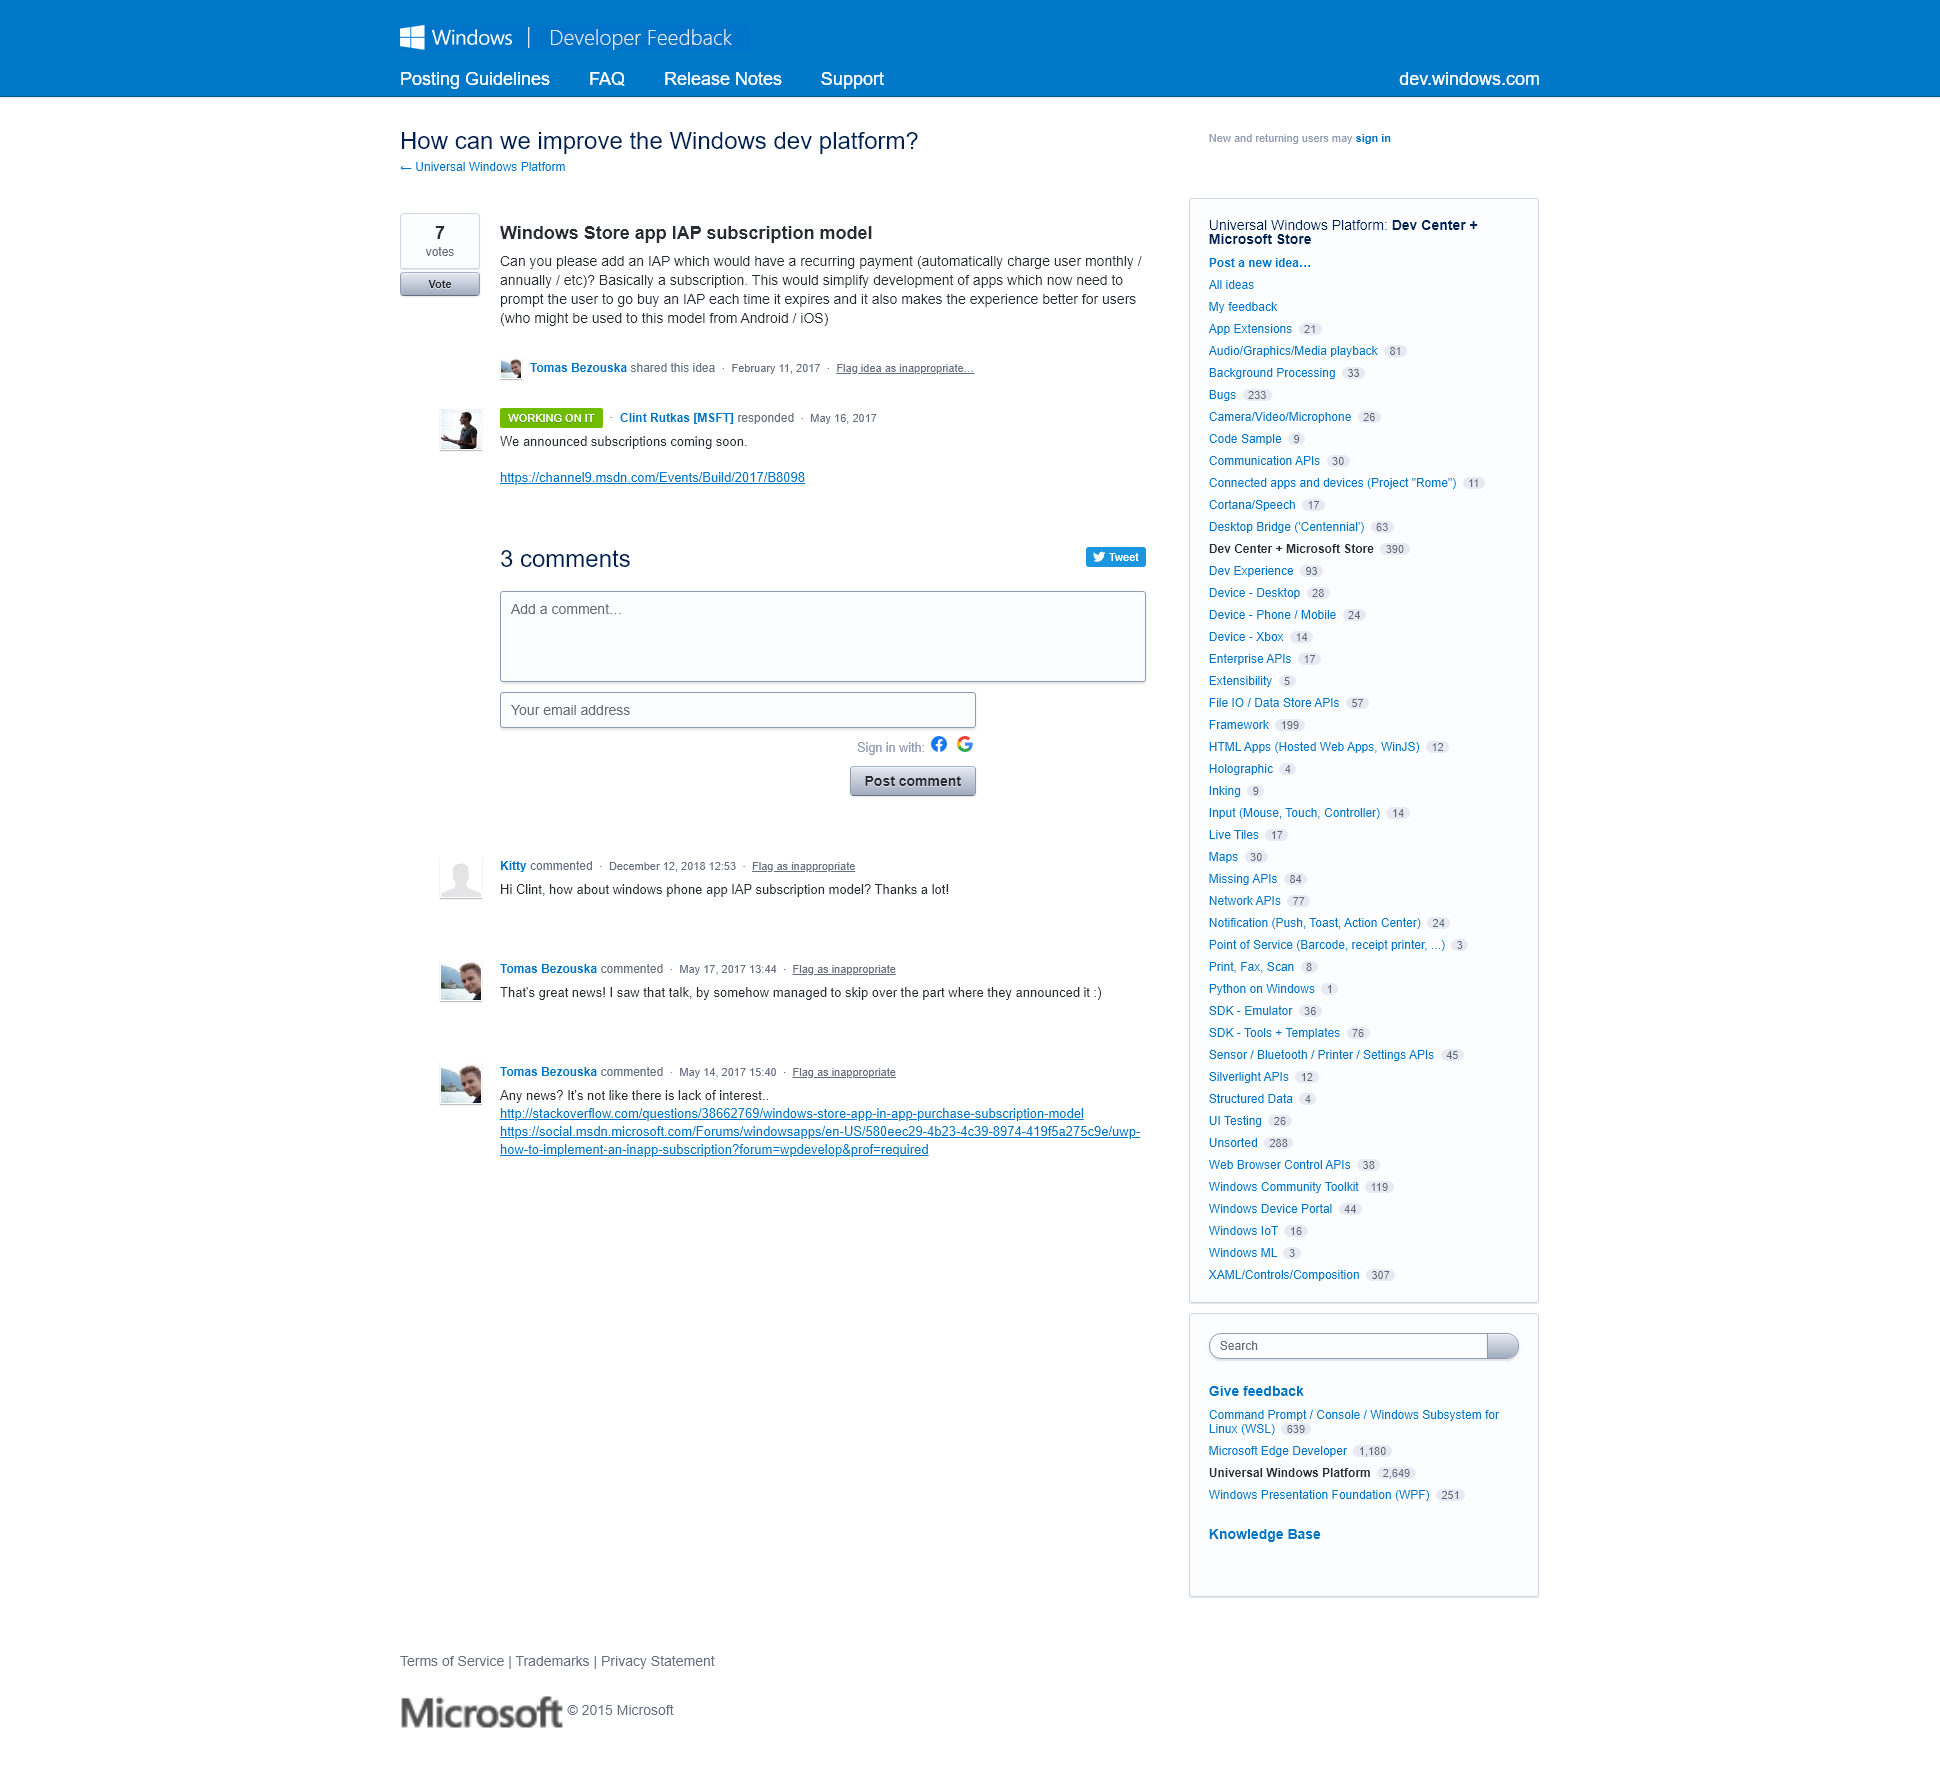 Windows | Developer Feedback
Posting Guidelines FAQ Release Notes Support dev.windows.com
How can we improve the Windows dev platform?
← Universal Windows Platform
New and returning users may sign in
7
votes
Vote
Windows Store app IAP subscription model
Can you please add an IAP which would have a recurring payment (automatically charge user monthly /
annually / etc)? Basically a subscription. This would simplify development of apps which now need to
prompt the user to go buy an IAP each time it expires and it also makes the experience better for users
(who might be used to this model from Android / iOS)
Tomas Bezouska shared this idea · February 11, 2017 · Flag idea as inappropriate…
WORKING ON IT · Clint Rutkas [MSFT] responded · May 16, 2017
We announced subscriptions coming soon.
https://channel9.msdn.com/Events/Build/2017/B8098
3 comments
Tweet
Add a comment…
Your email address
Sign in with:
Post comment
Kitty commented · December 12, 2018 12:53 · Flag as inappropriate
Hi Clint, how about windows phone app IAP subscription model? Thanks a lot!
Tomas Bezouska commented · May 17, 2017 13:44 · Flag as inappropriate
That's great news! I saw that talk, by somehow managed to skip over the part where they announced it :)
Tomas Bezouska commented · May 14, 2017 15:40 · Flag as inappropriate
Any news? It's not like there is lack of interest..
http://stackoverflow.com/questions/38662769/windows-store-app-in-app-purchase-subscription-model
https://social.msdn.microsoft.com/Forums/windowsapps/en-US/580eec29-4b23-4c39-8974-419f5a275c9e/uwp-
how-to-implement-an-inapp-subscription?forum=wpdevelop&prof=required
Universal Windows Platform: Dev Center +
Microsoft Store
Post a new idea…
All ideas
My feedback
App Extensions 21
Audio/Graphics/Media playback 81
Background Processing 33
Bugs 233
Camera/Video/Microphone 26
Code Sample 9
Communication APIs 30
Connected apps and devices (Project "Rome") 11
Cortana/Speech 17
Desktop Bridge ('Centennial') 63
Dev Center + Microsoft Store 390
Dev Experience 93
Device - Desktop 28
Device - Phone / Mobile 24
Device - Xbox 14
Enterprise APIs 17
Extensibility 5
File IO / Data Store APIs 57
Framework 199
HTML Apps (Hosted Web Apps, WinJS) 12
Holographic 4
Inking 9
Input (Mouse, Touch, Controller) 14
Live Tiles 17
Maps 30
Missing APIs 84
Network APIs 77
Notification (Push, Toast, Action Center) 24
Point of Service (Barcode, receipt printer, ...) 3
Print, Fax, Scan 8
Python on Windows 1
SDK - Emulator 36
SDK - Tools + Templates 76
Sensor / Bluetooth / Printer / Settings APIs 45
Silverlight APIs 12
Structured Data 4
UI Testing 26
Unsorted 288
Web Browser Control APIs 38
Windows Community Toolkit 119
Windows Device Portal 44
Windows IoT 16
Windows ML 3
XAML/Controls/Composition 307
Search
Give feedback
Command Prompt / Console / Windows Subsystem for
Linux (WSL) 639
Microsoft Edge Developer 1,180
Universal Windows Platform 2,649
Windows Presentation Foundation (WPF) 251
Knowledge Base
Terms of Service | Trademarks | Privacy Statement
Microsoft © 2015 Microsoft